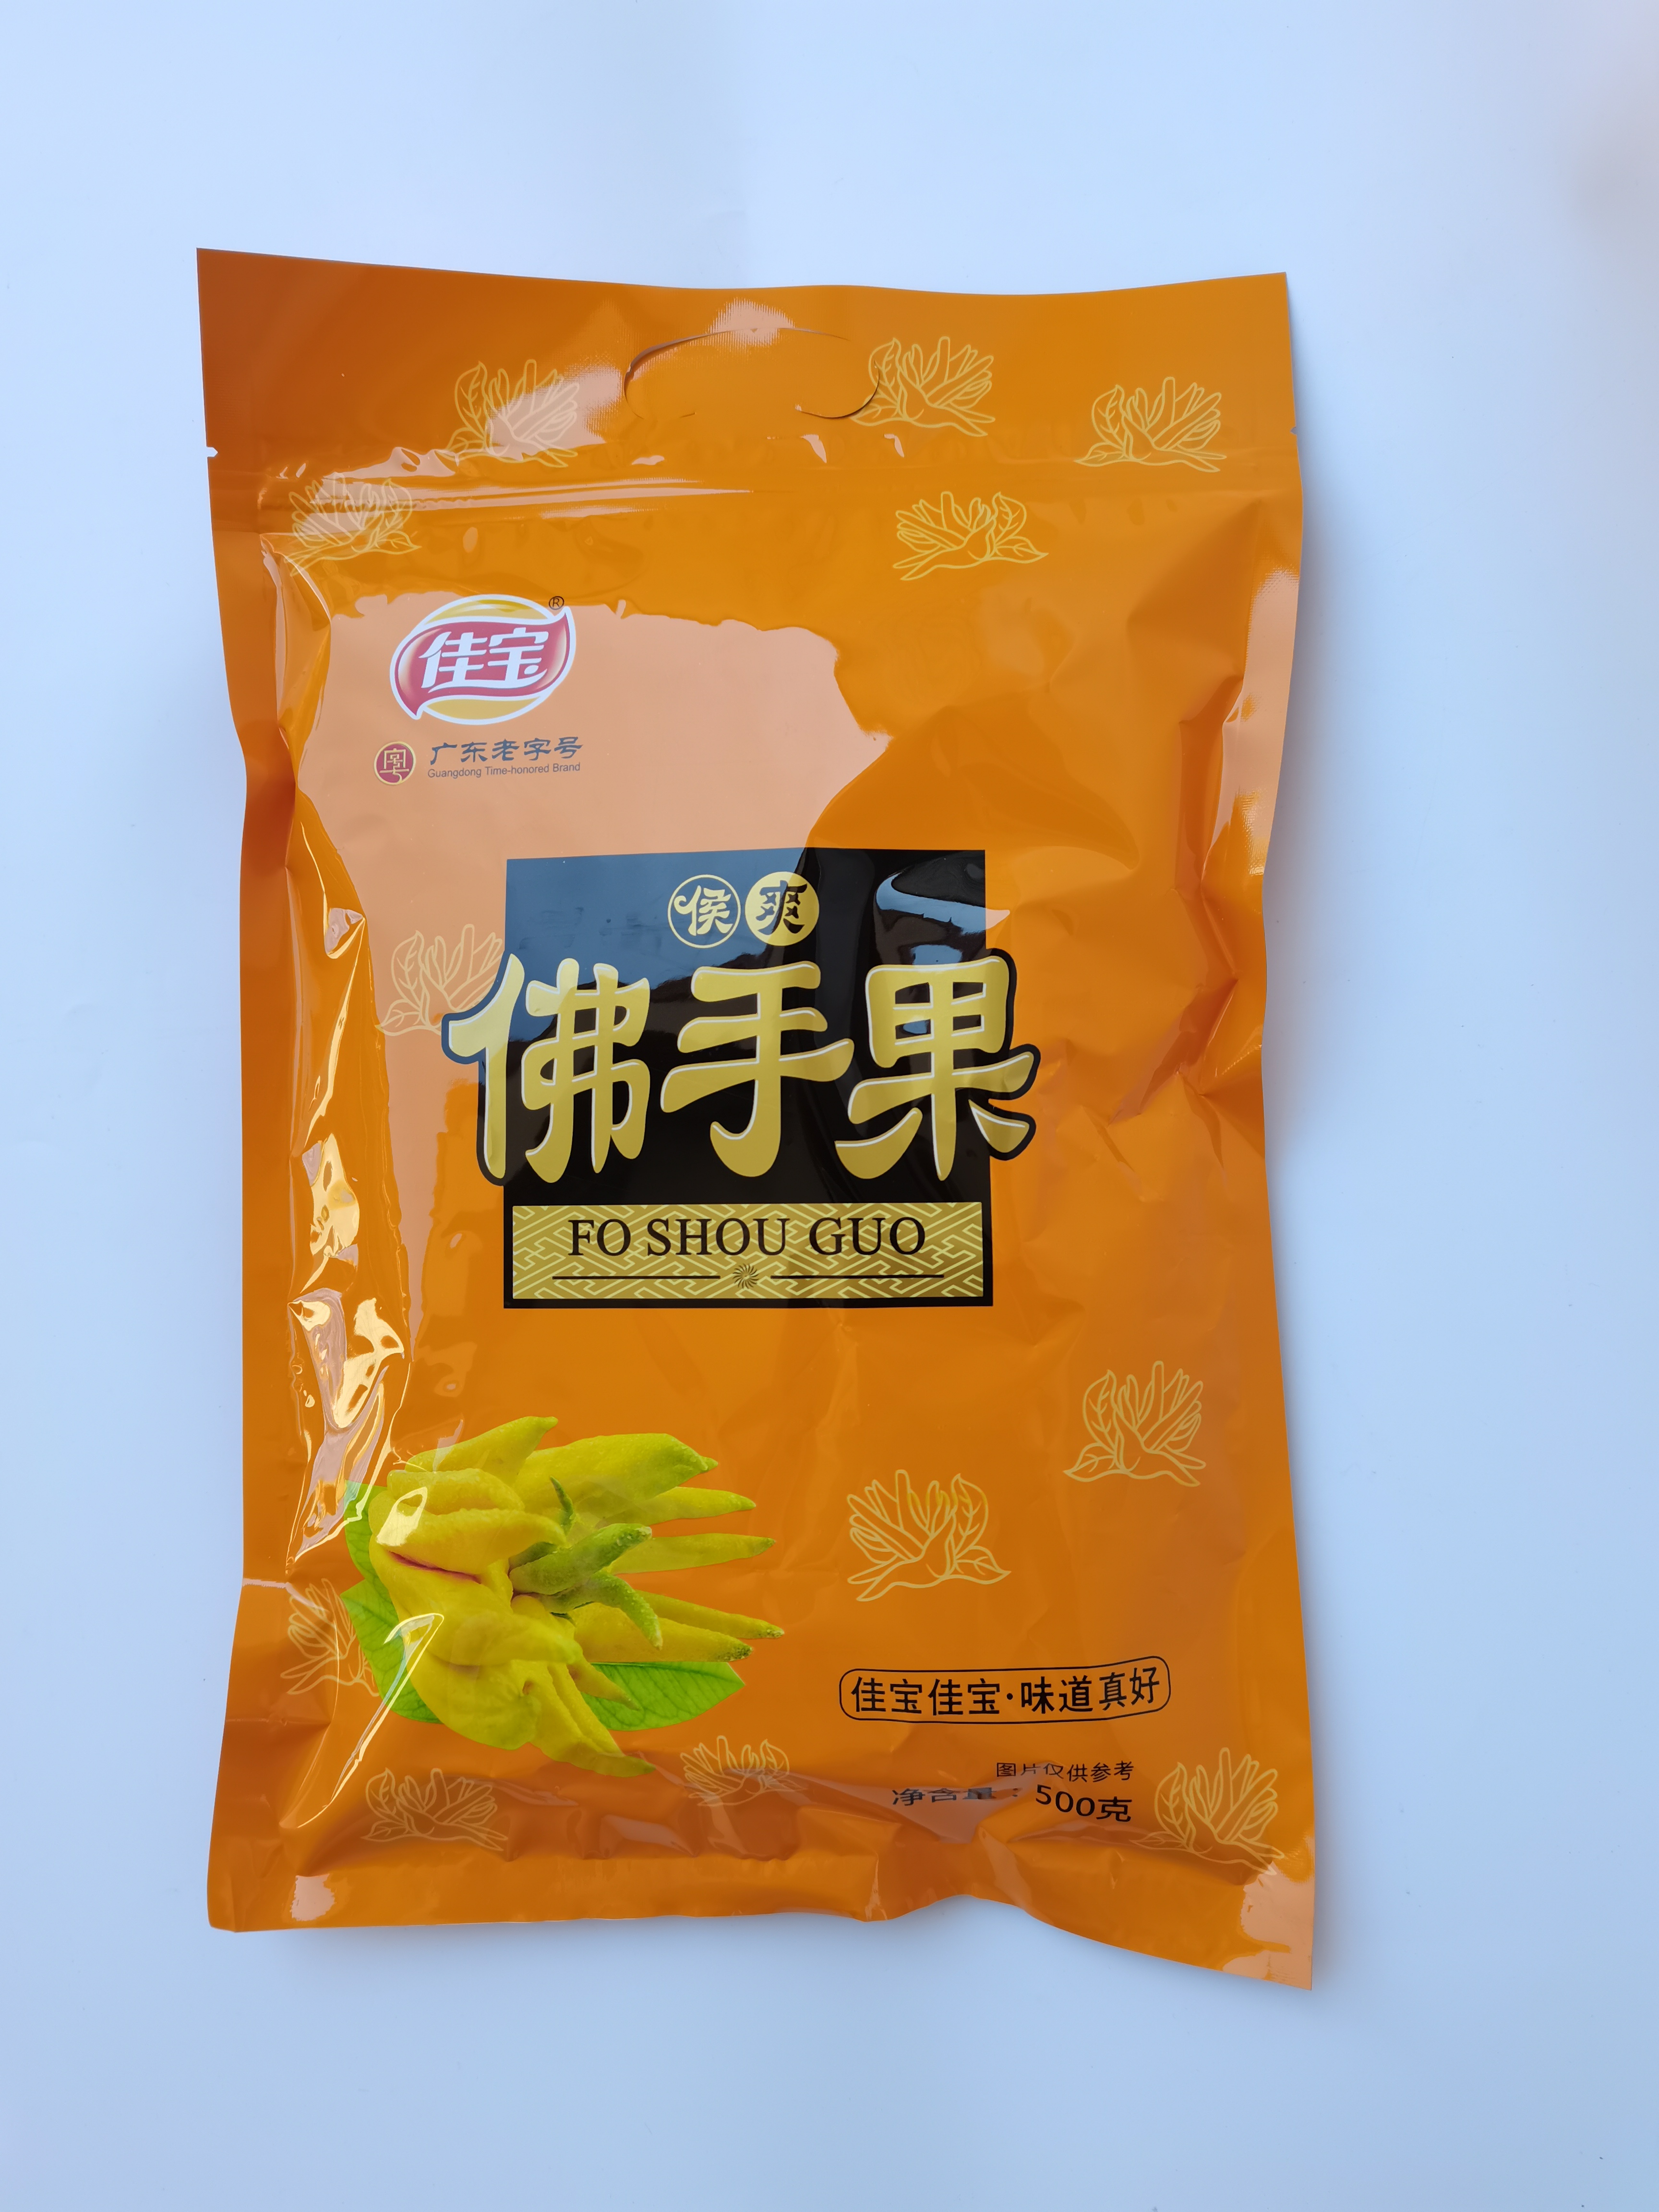 佳宝®
广东老字号
Guangdong Time-honored Brand
侯爽
佛手果
FO SHOU GUO
佳宝佳宝·味道真好
图片仅供参考
净含量：500克